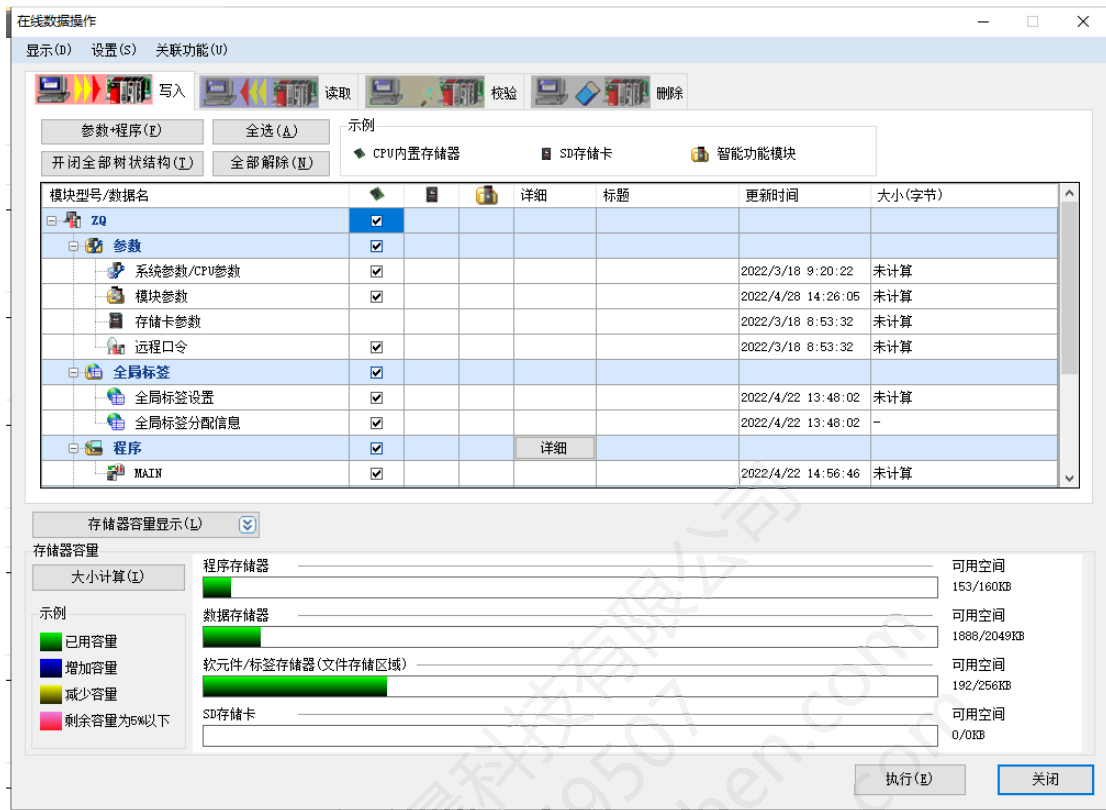 在线数据操作
显示(D) 设置(S) 关联功能(U)
写入 读取 校验 删除
参数+程序(F) 全选(A)
开闭全部树状结构(T) 全部解除(N)
示例
CPU内置存储器 SD存储卡 智能功能模块
模块型号/数据名 详细 标题 更新时间 大小(字节)
ZQ
参数
系统参数/CPU参数 2022/3/18 9:20:22 未计算
模块参数 2022/4/28 14:26:05 未计算
存储卡参数 2022/3/18 8:53:32 未计算
远程口令 2022/3/18 8:53:32 未计算
全局标签
全局标签设置 2022/4/22 13:48:02 未计算
全局标签分配信息 2022/4/22 13:48:02 -
程序 详细
MAIN 2022/4/22 14:56:46 未计算
存储器容量显示(L)
存储器容量
大小计算(I)
示例
已用容量
增加容量
减少容量
剩余容量为5%以下
程序存储器 可用空间
153/160KB
数据存储器 可用空间
1888/2049KB
软元件/标签存储器(文件存储区域) 可用空间
192/256KB
SD存储卡 可用空间
0/0KB
执行(E) 关闭